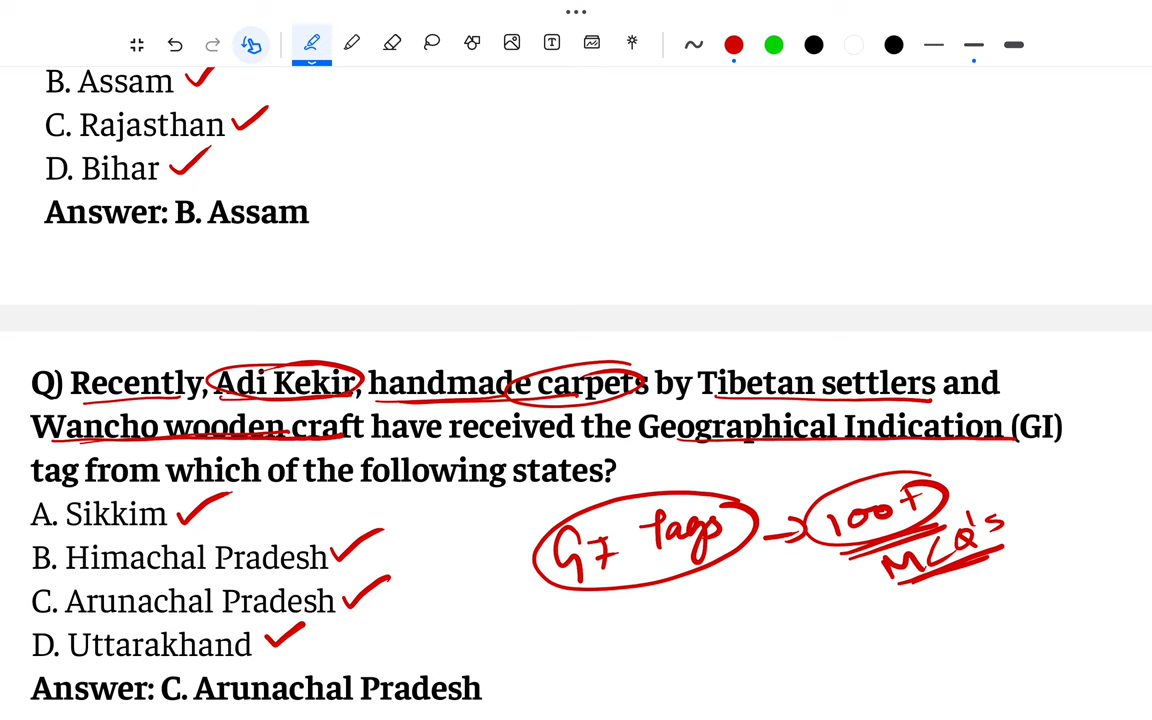 B. Assam
C. Rajasthan
D. Bihar
Answer: B. Assam
Q) Recently, Adi Kekir, handmade carpets by Tibetan settlers and
Wancho wooden craft have received the Geographical Indication (GI)
tag from which of the following states?
A. Sikkim
B. Himachal Pradesh
C. Arunachal Pradesh
D. Uttarakhand
Answer: C. Arunachal Pradesh
GI tags → 100+
MCQ's